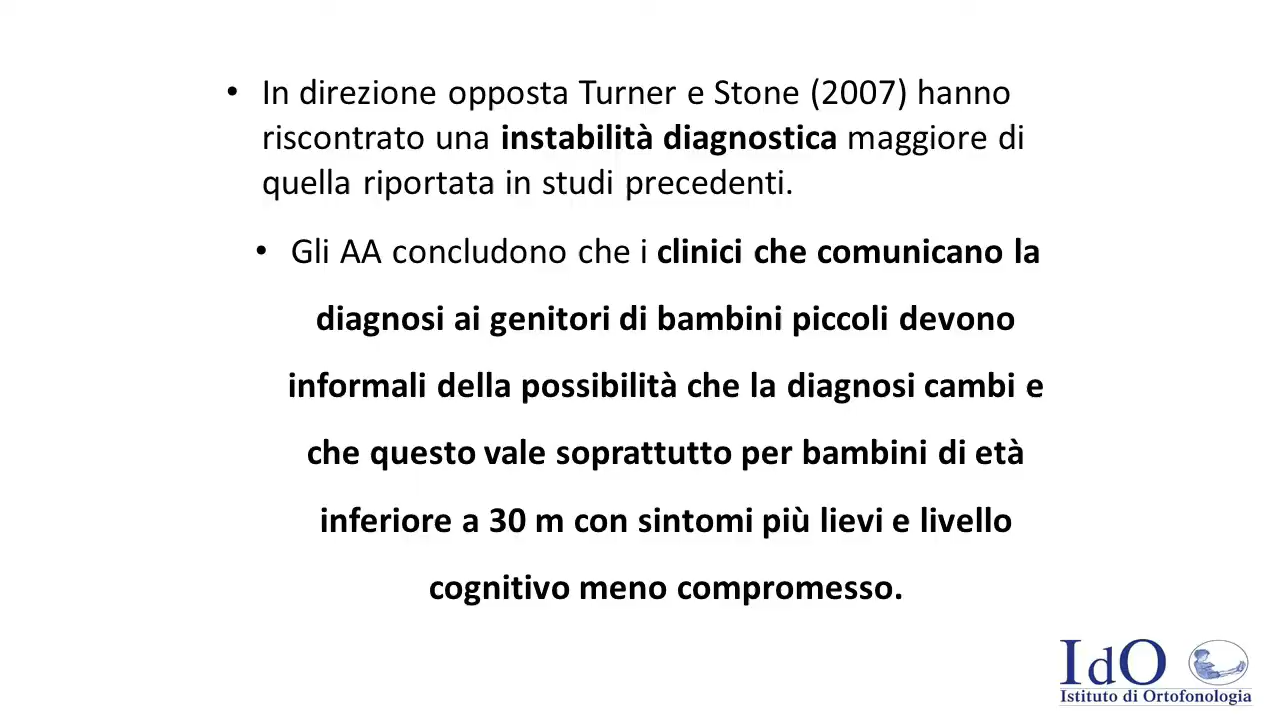 • In direzione opposta Turner e Stone (2007) hanno
riscontrato una instabilità diagnostica maggiore di
quella riportata in studi precedenti.
• Gli AA concludono che i clinici che comunicano la
diagnosi ai genitori di bambini piccoli devono
informali della possibilità che la diagnosi cambi e
che questo vale soprattutto per bambini di età
inferiore a 30 m con sintomi più lievi e livello
cognitivo meno compromesso.
IdO
Istituto di Ortofonologia